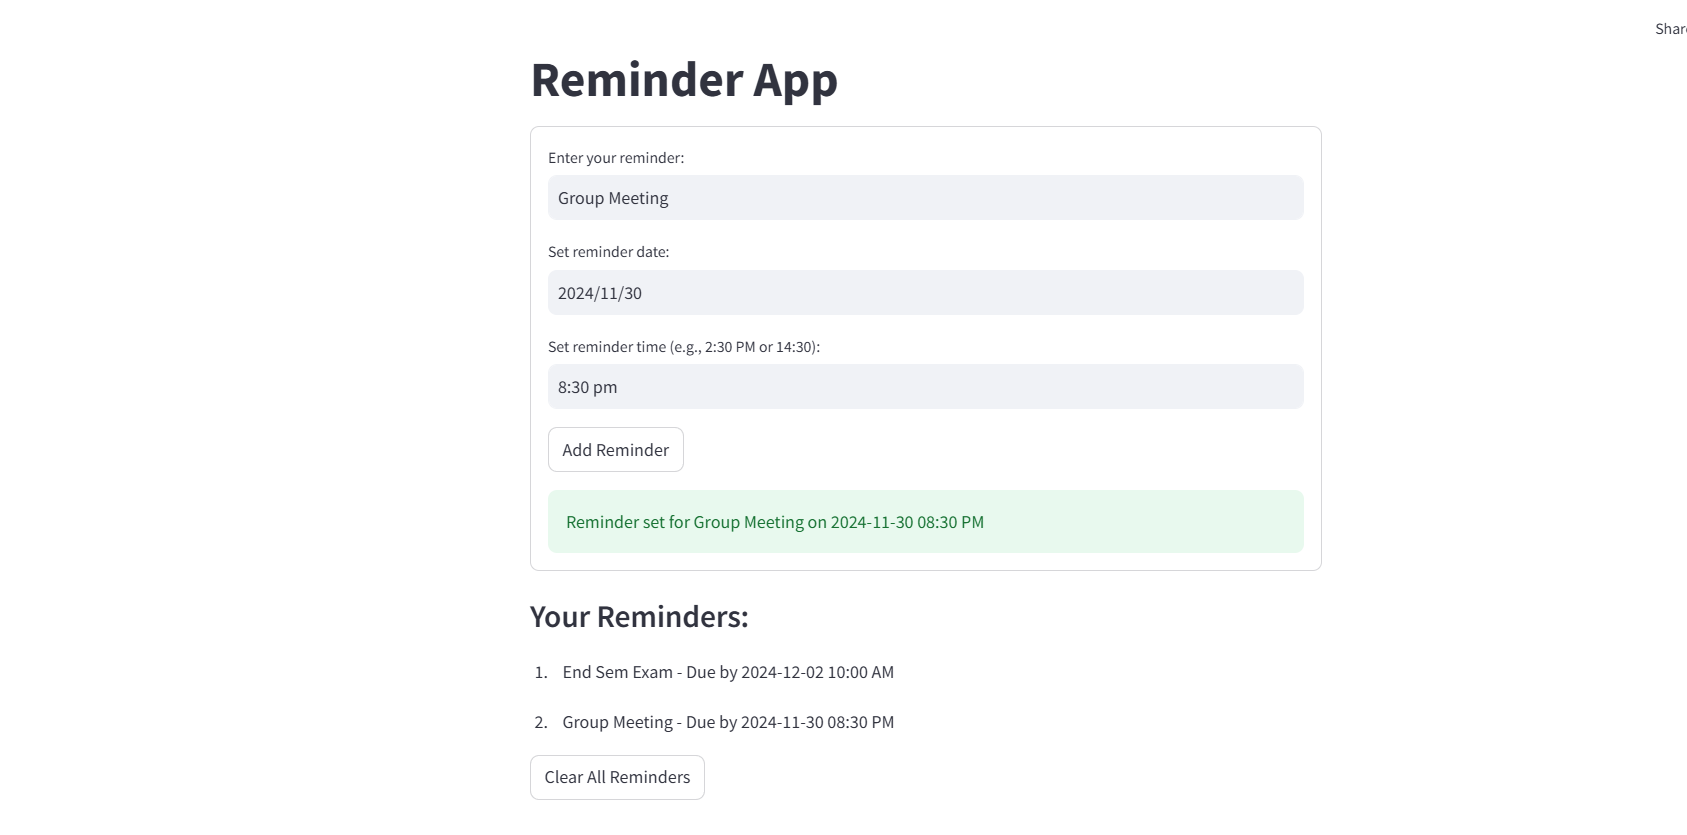 Reminder App
Enter your reminder:
Group Meeting
Set reminder date:
2024/11/30
Set reminder time (e.g., 2:30 PM or 14:30):
8:30 pm
Add Reminder
Reminder set for Group Meeting on 2024-11-30 08:30 PM
Your Reminders:
1. End Sem Exam - Due by 2024-12-02 10:00 AM
2. Group Meeting - Due by 2024-11-30 08:30 PM
Clear All Reminders